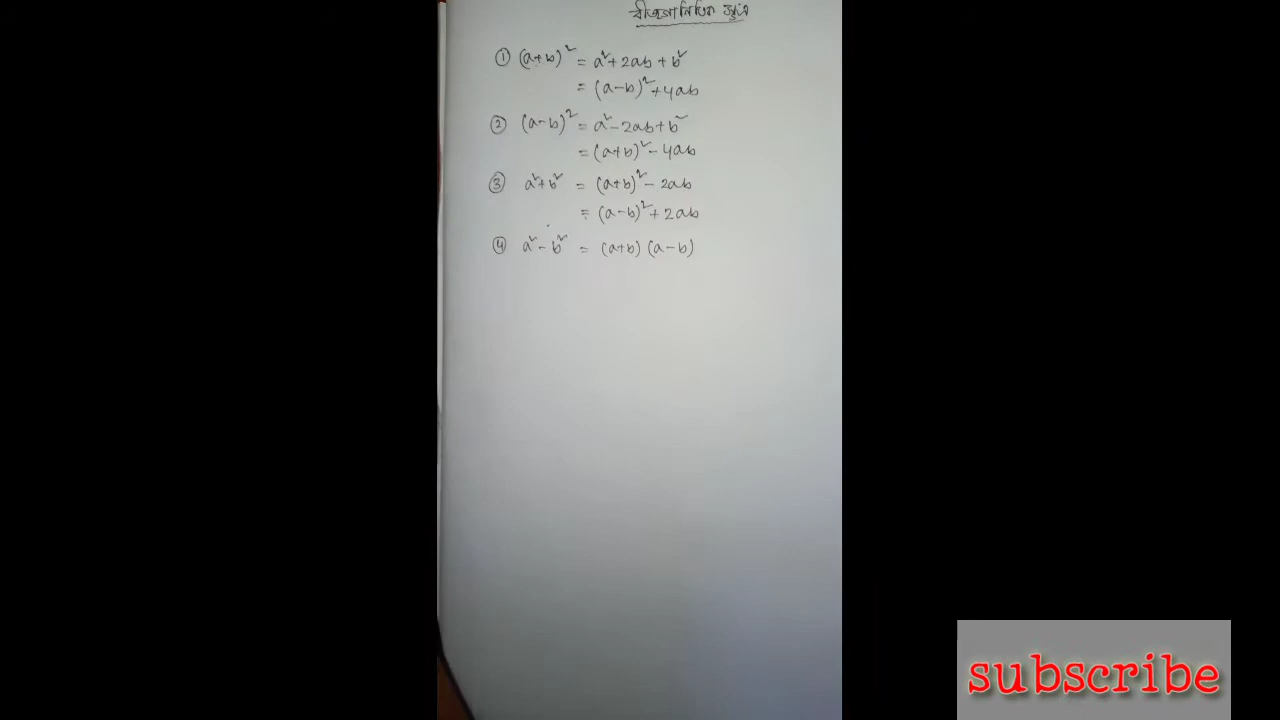 বীজগানিতিক সুত্র
① (a+b)² = a²+2ab+b²
= (a-b)²+4ab
② (a-b)² = a²-2ab+b²
= (a+b)²-4ab
③ a²+b² = (a+b)²-2ab
= (a-b)²+2ab
④ a²-b² = (a+b) (a-b)
subscribe